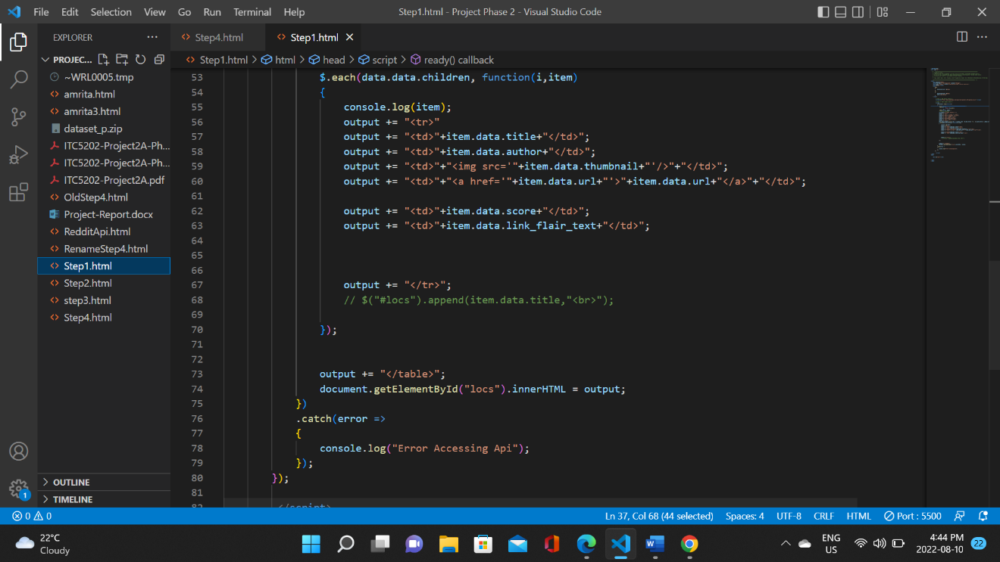 File Edit Selection View Go Run Terminal Help
Step1.html - Project Phase 2 - Visual Studio Code
EXPLORER
PROJEC...
~WRL0005.tmp
amrita.html
amrita3.html
dataset_p.zip
ITC5202-Project2A-Ph...
ITC5202-Project2A-Ph...
ITC5202-Project2A.pdf
OldStep4.html
Project-Report.docx
RedditApi.html
RenameStep4.html
Step1.html
Step2.html
step3.html
Step4.html
OUTLINE
TIMELINE
Step4.html Step1.html
Step1.html > html > head > script > ready() callback
53 $.each(data.data.children, function(i,item)
54 {
55 console.log(item);
56 output += "<tr>"
57 output += "<td>"+item.data.title+"</td>";
58 output += "<td>"+item.data.author+"</td>";
59 output += "<td>"+"<img src='"+item.data.thumbnail+"'/>"+"</td>";
60 output += "<td>"+"<a href='"+item.data.url+"'>"+item.data.url+"</a>"+"</td>";
61
62 output += "<td>"+item.data.score+"</td>";
63 output += "<td>"+item.data.link_flair_text+"</td>";
64
65
66
67 output += "</tr>";
68 // $("#locs").append(item.data.title,"<br>");
69
70 });
71
72
73 output += "</table>";
74 document.getElementById("locs").innerHTML = output;
75 })
76 .catch(error =>
77 {
78 console.log("Error Accessing Api");
79 });
80 });
81
82 </script>
1
0 0
Ln 37, Col 68 (44 selected) Spaces: 4 UTF-8 CRLF HTML Port : 5500
22°C
Cloudy
ENG
US
4:44 PM
2022-08-10
22